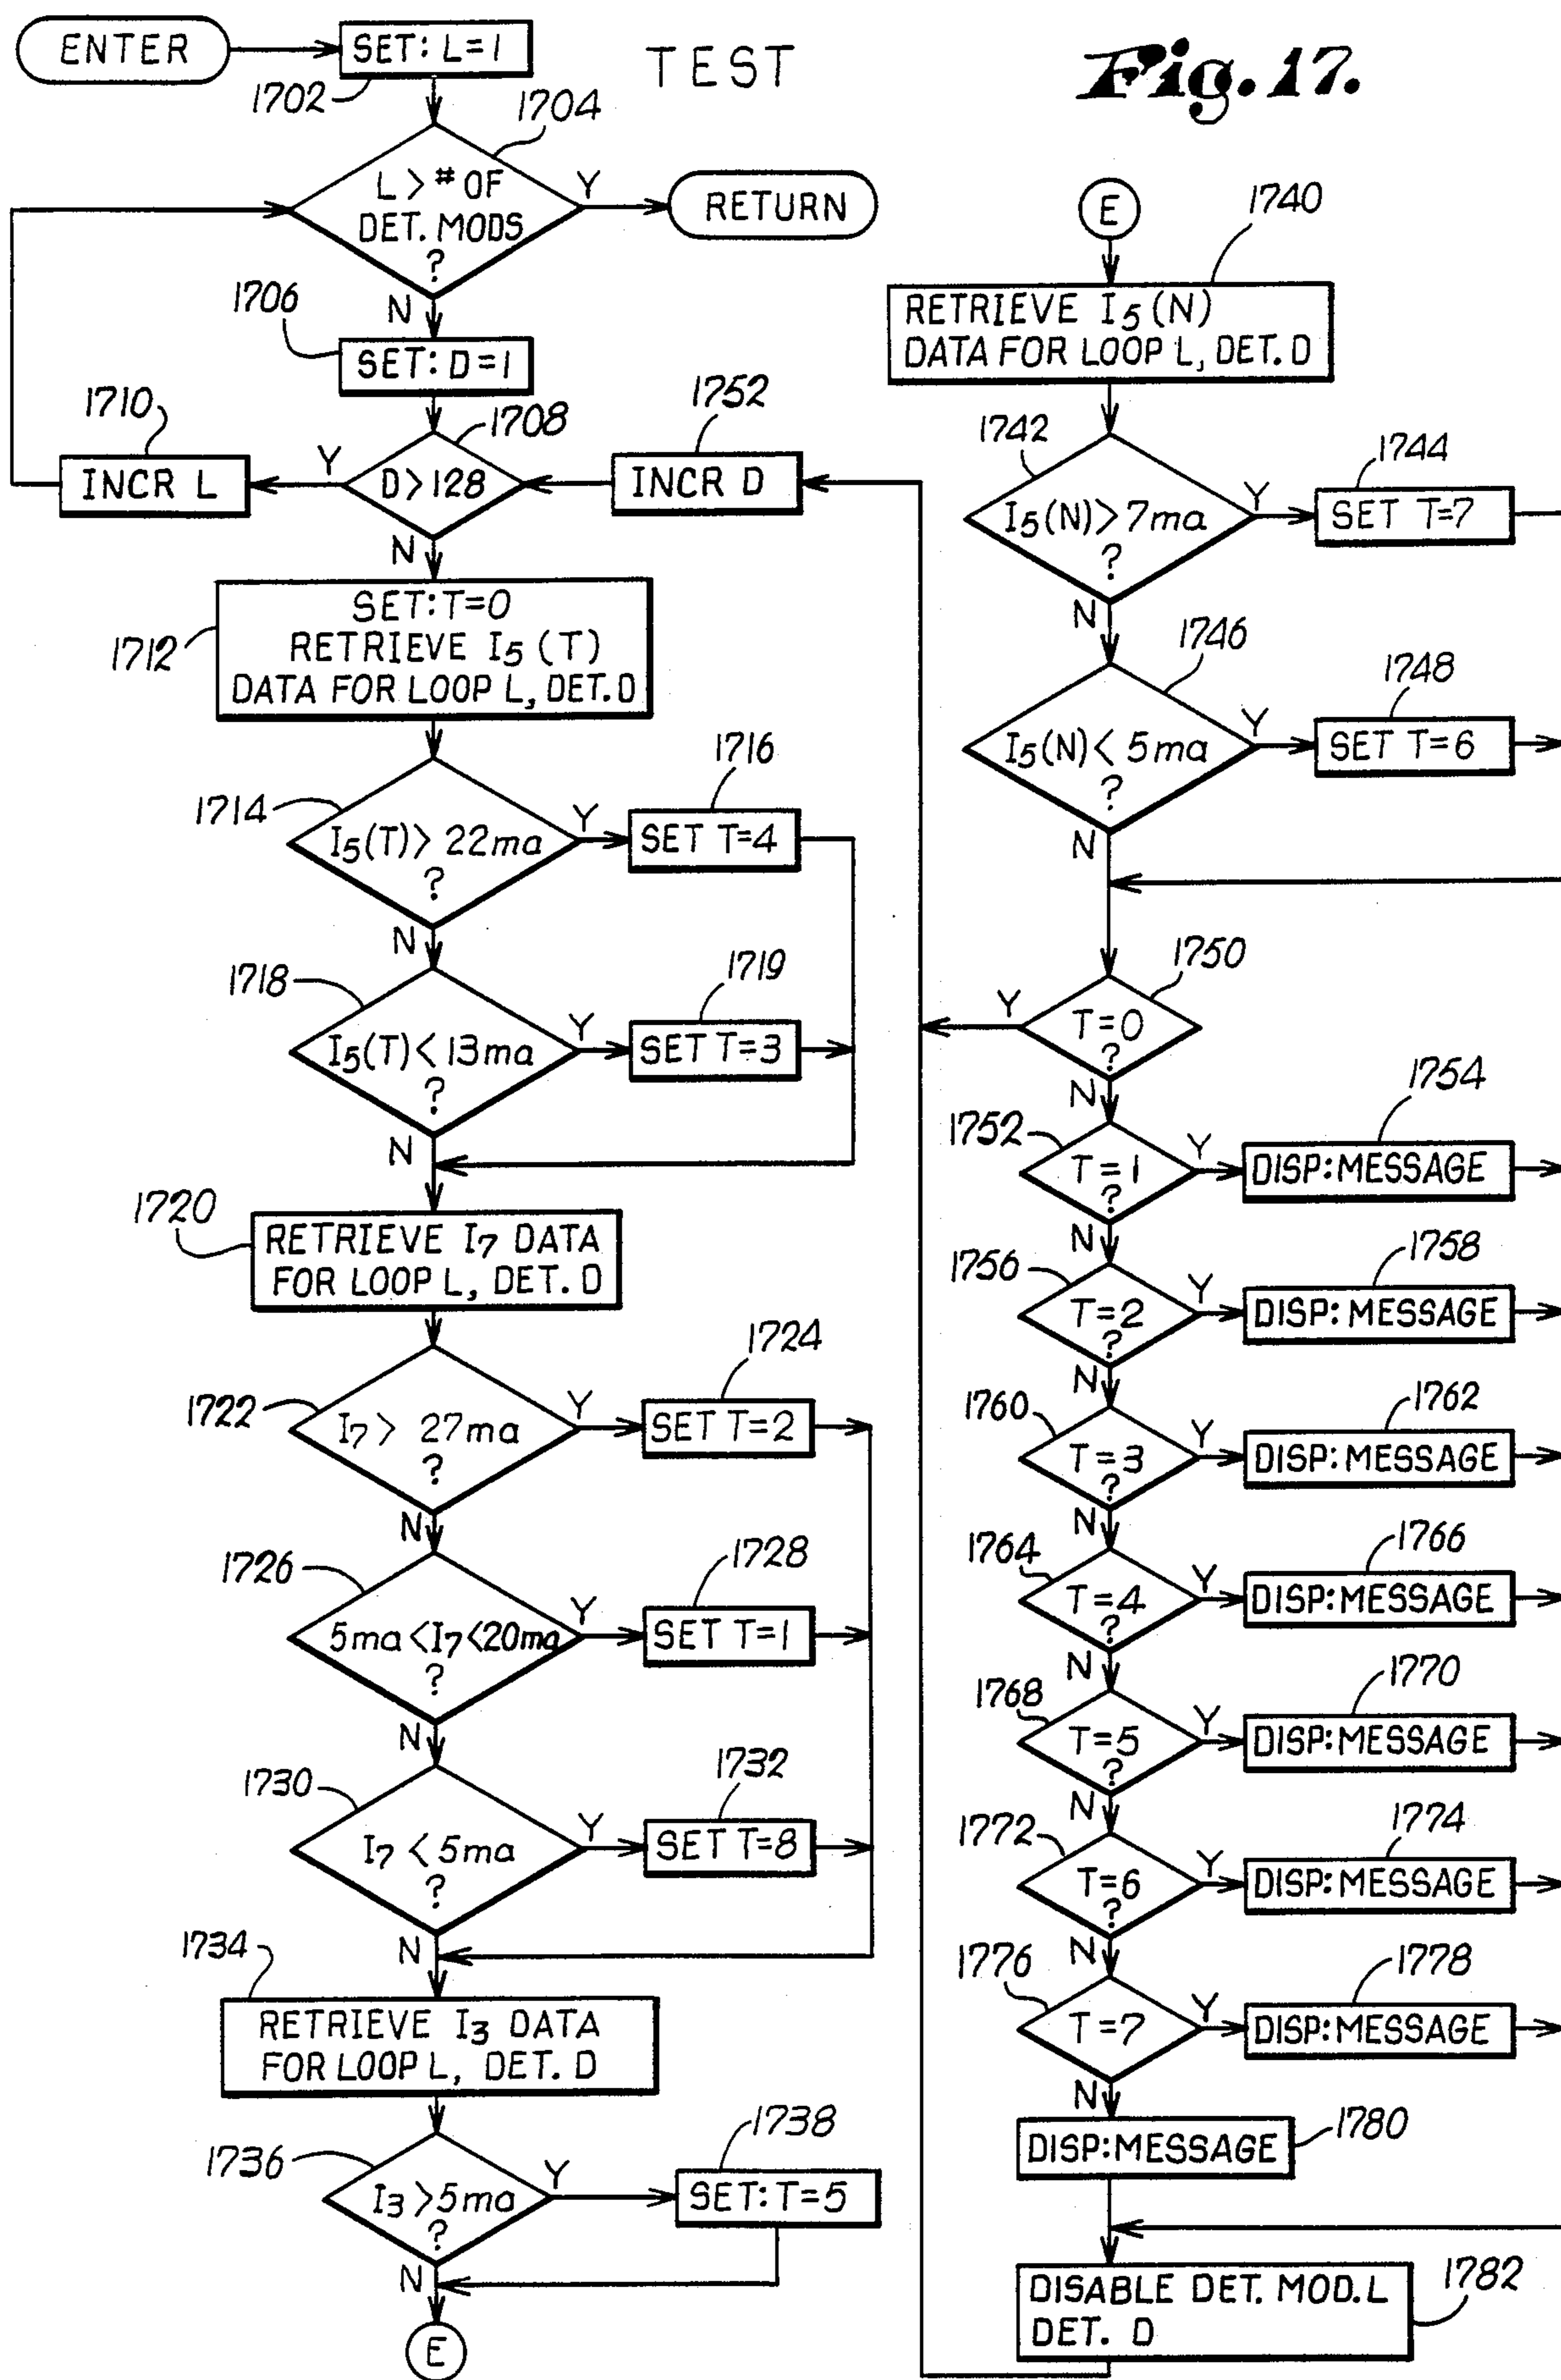 ENTER
SET: L=1
TEST
Fig. 17.
1702
1704
L > # OF
DET. MODS
?
Y
RETURN
N
1706
SET: D=1
1710
INCR L
Y
1708
D>128
1752
INCR D
N
1712
SET: T=0
RETRIEVE I5 (T)
DATA FOR LOOP L, DET. D
1714
I5(T) > 22ma
?
Y
1716
SET T=4
N
1718
I5(T) < 13ma
?
Y
1719
SET T=3
N
1720
RETRIEVE I7 DATA
FOR LOOP L, DET. D
1722
I7 > 27ma
?
Y
1724
SET T=2
N
1726
5ma < I7 < 20ma
?
Y
1728
SET T=1
N
1730
I7 < 5ma
?
Y
1732
SET T=8
N
1734
RETRIEVE I3 DATA
FOR LOOP L, DET. D
1736
I3 > 5ma
?
Y
1738
SET: T=5
N
E
E
1740
RETRIEVE I5 (N)
DATA FOR LOOP L, DET. D
1742
I5(N) > 7ma
?
Y
1744
SET T=7
N
1746
I5(N) < 5ma
?
Y
1748
SET T=6
N
1750
Y
T=0
?
N
1752
T=1
?
Y
1754
DISP: MESSAGE
N
1756
T=2
?
Y
1758
DISP: MESSAGE
N
1760
T=3
?
Y
1762
DISP: MESSAGE
N
1764
T=4
?
Y
1766
DISP: MESSAGE
N
1768
T=5
?
Y
1770
DISP: MESSAGE
N
1772
T=6
?
Y
1774
DISP: MESSAGE
N
1776
T=7
Y
1778
DISP: MESSAGE
N
DISP: MESSAGE
1780
DISABLE DET. MOD. L
DET. D
1782